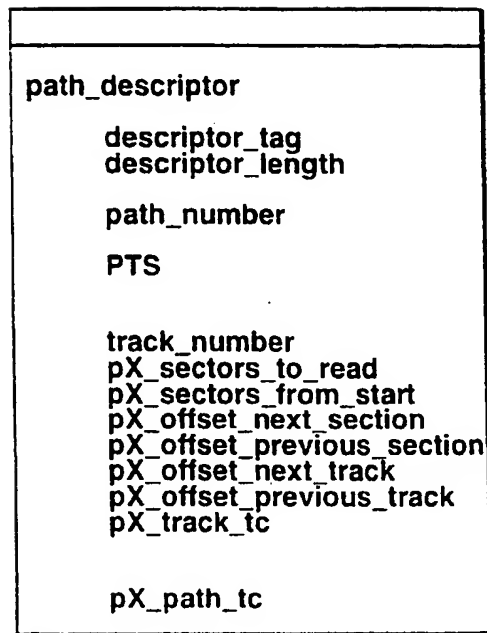 path_descriptor
descriptor_tag
descriptor_length
path_number
PTS
track_number
pX_sectors_to_read
pX_sectors_from_start
pX_offset_next_section
pX_offset_previous_section
pX_offset_next_track
pX_offset_previous_track
pX_track_tc
pX_path_tc